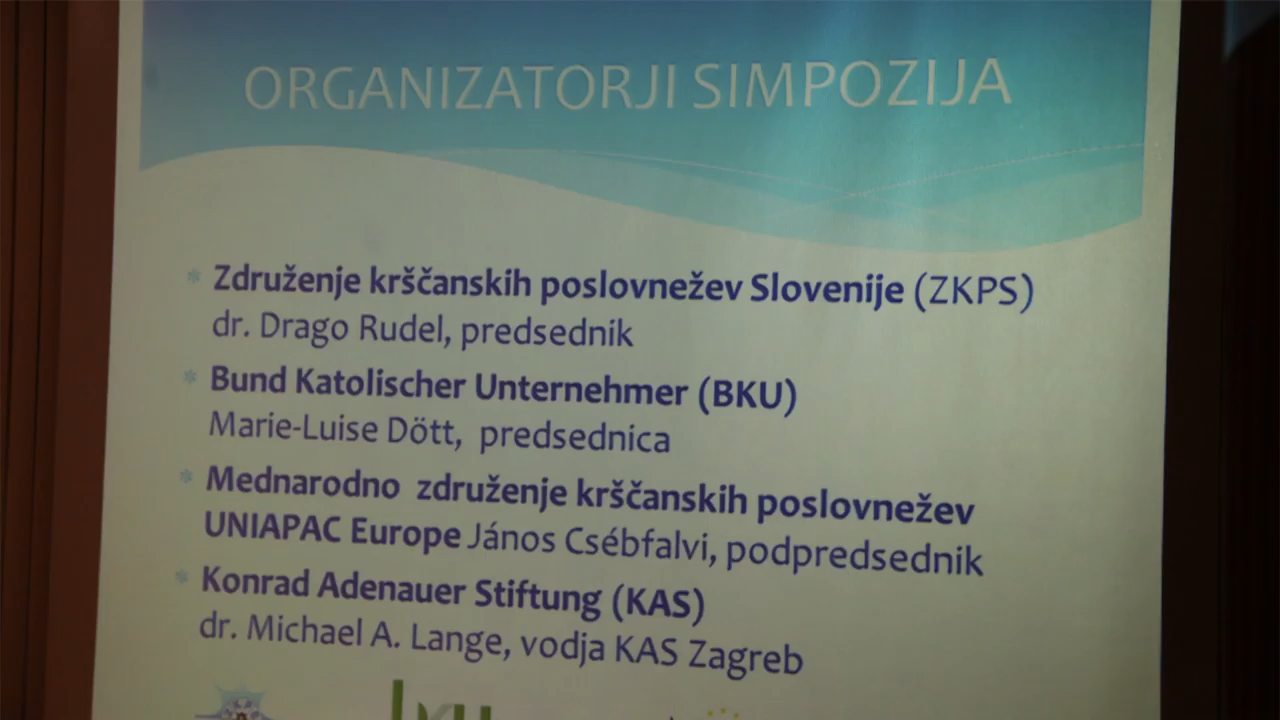 ORGANIZATORJI SIMPOZIJA
Združenje krščanskih poslovnežev Slovenije (ZKPS)
dr. Drago Rudel, predsednik
Bund Katolischer Unternehmer (BKU)
Marie-Luise Dött, predsednica
Mednarodno združenje krščanskih poslovnežev
UNIAPAC Europe János Csébfalvi, podpredsednik
Konrad Adenauer Stiftung (KAS)
dr. Michael A. Lange, vodja KAS Zagreb